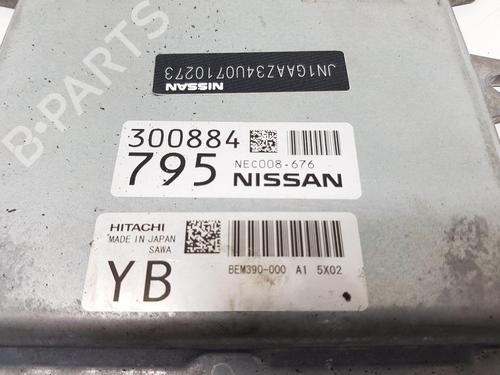 JN1GAAZ34U0710273
NISSAN
300884
795
NEC008-676
NISSAN
HITACHI
MADE IN JAPAN
SAWA
YB
BEM390-000 A1 5X02
B-PARTS